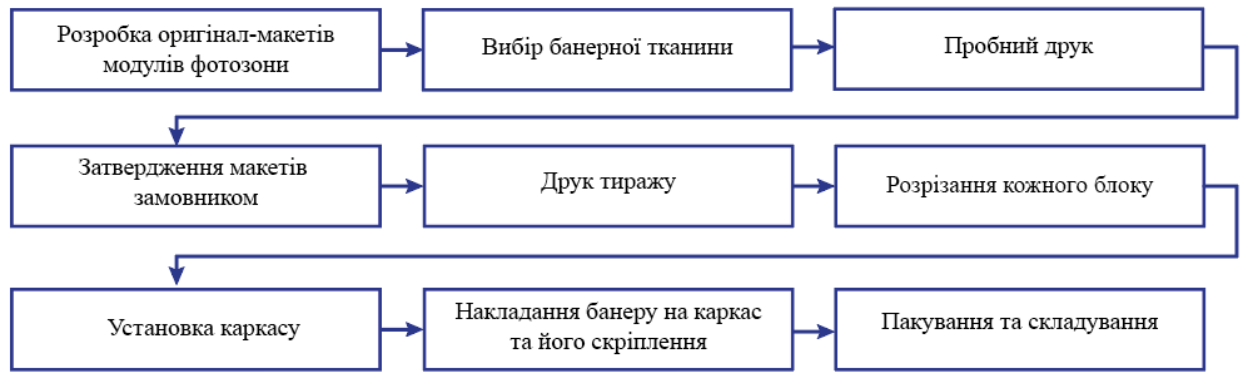 Розробка оригінал-макетів
модулів фотозони
Вибір банерної тканини
Пробний друк
Затвердження макетів
замовником
Друк тиражу
Розрізання кожного блоку
Установка каркасу
Накладання банеру на каркас
та його скріплення
Пакування та складування